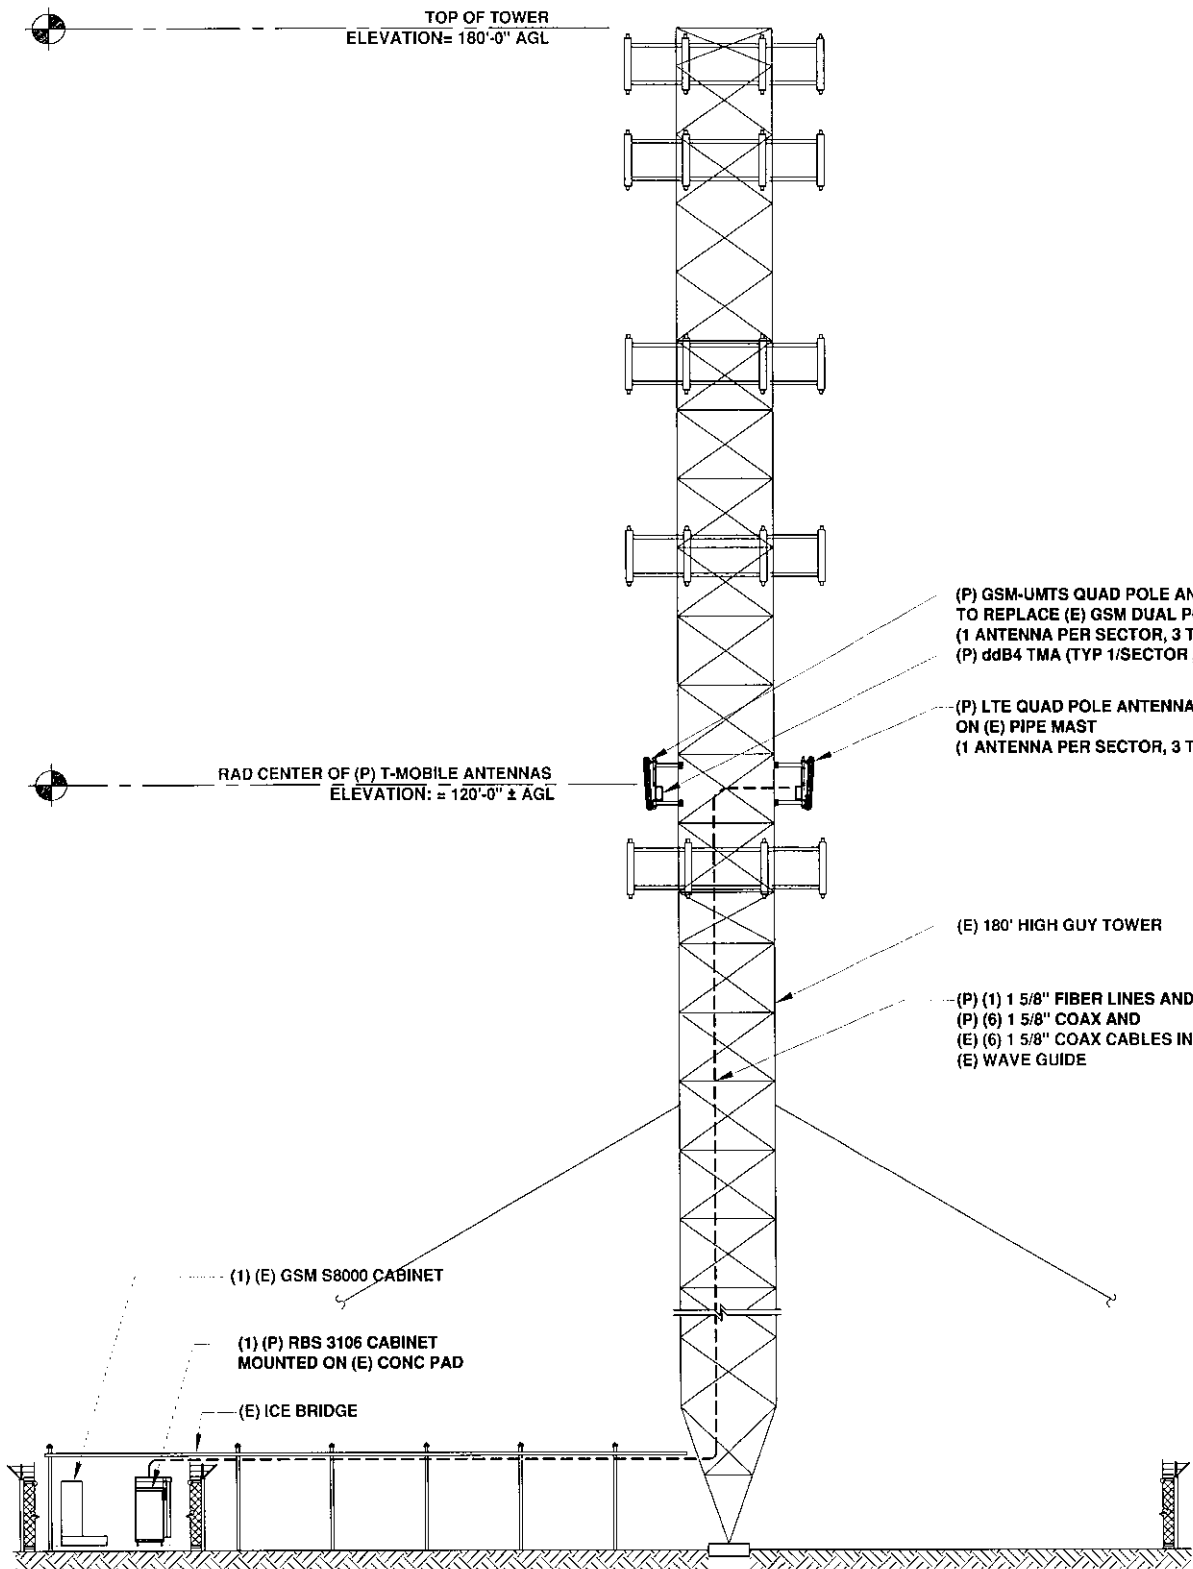 TOP OF TOWER
ELEVATION= 180'-0" AGL
(P) GSM-UMTS QUAD POLE
TO REPLACE (E) GSM DUAL
(1 ANTENNA PER SECTOR, 3
(P) ddB4 TMA (TYP 1/SECTOR
(P) LTE QUAD POLE ANTENNA
ON (E) PIPE MAST
(1 ANTENNA PER SECTOR, 3
RAD CENTER OF (P) T-MOBILE ANTENNAS
ELEVATION: = 120'-0" ± AGL
(E) 180' HIGH GUY TOWER
(P) (1) 1 5/8" FIBER LINES AND
(P) (6) 1 5/8" COAX AND
(E) (6) 1 5/8" COAX CABLES IN
(E) WAVE GUIDE
(1) (E) GSM S8000 CABINET
(1) (P) RBS 3106 CABINET
MOUNTED ON (E) CONC PAD
(E) ICE BRIDGE